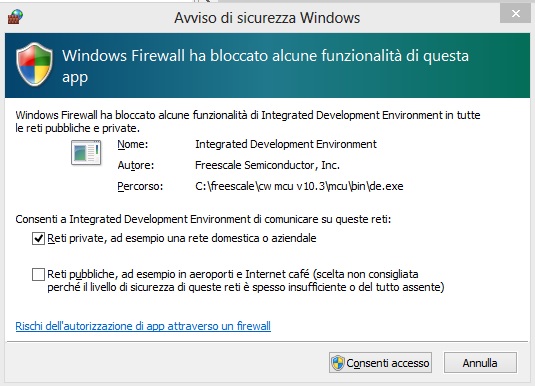 Avviso di sicurezza Windows
Windows Firewall ha bloccato alcune funzionalità di questa
app
Windows Firewall ha bloccato alcune funzionalità di Integrated Development Environment in tutte
le reti pubbliche e private.
Nome: Integrated Development Environment
Autore: Freescale Semiconductor, Inc.
Percorso: C:\freescale\cw mcu v10.3\mcu\bin\de.exe
Consenti a Integrated Development Environment di comunicare su queste reti:
Reti private, ad esempio una rete domestica o aziendale
Reti pubbliche, ad esempio in aeroporti e Internet café (scelta non consigliata
perché il livello di sicurezza di queste reti è spesso insufficiente o del tutto assente)
Rischi dell'autorizzazione di app attraverso un firewall
Consenti accesso Annulla